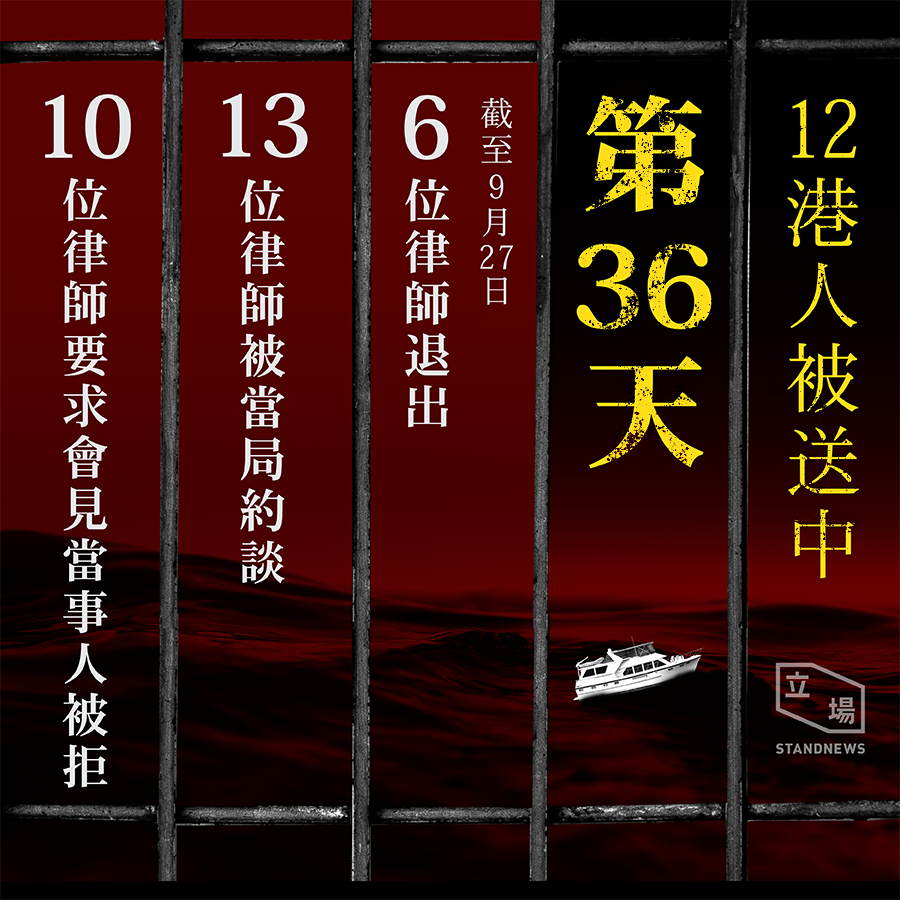 12港人被送中
第36天
截至9月27日
6位律師退出
13位律師被當局約談
10位律師要求會見當事人被拒
立場
STANDNEWS